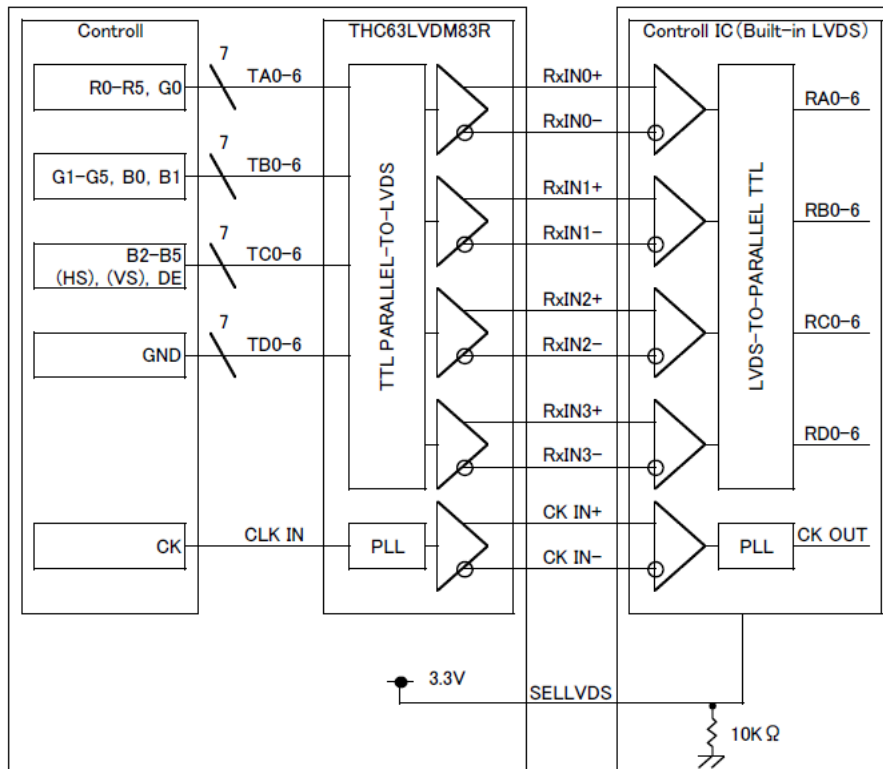 Controll
THC63LVDM83R
Controll IC(Built-in LVDS)
R0-R5, G0
7
TA0-6
RxIN0+
RxIN0-
RA0-6
G1-G5, B0, B1
7
TB0-6
RxIN1+
RxIN1-
RB0-6
B2-B5
(HS), (VS), DE
7
TC0-6
RxIN2+
RxIN2-
RC0-6
GND
7
TD0-6
RxIN3+
RxIN3-
RD0-6
TTL PARALLEL-TO-LVDS
LVDS-TO-PARALLEL TTL
CK
CLK IN
PLL
CK IN+
CK IN-
PLL
CK OUT
3.3V
SELLVDS
10KΩ